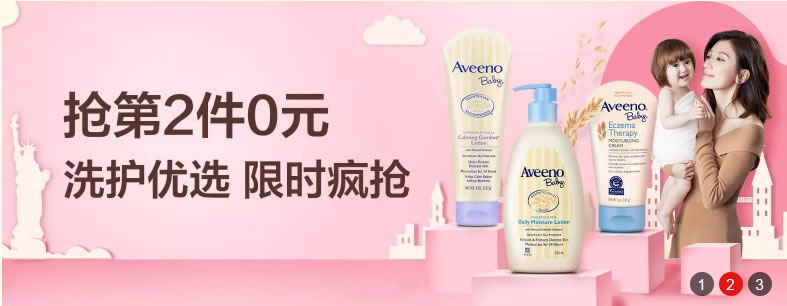 抢第2件0元
洗护优选 限时疯抢
Aveeno
Baby
Calming Comfort
Lotion
Aveeno
Baby
Daily Moisture Lotion
Aveeno
Baby
Eczema
Therapy
MOISTURIZING
CREAM
1
2
3